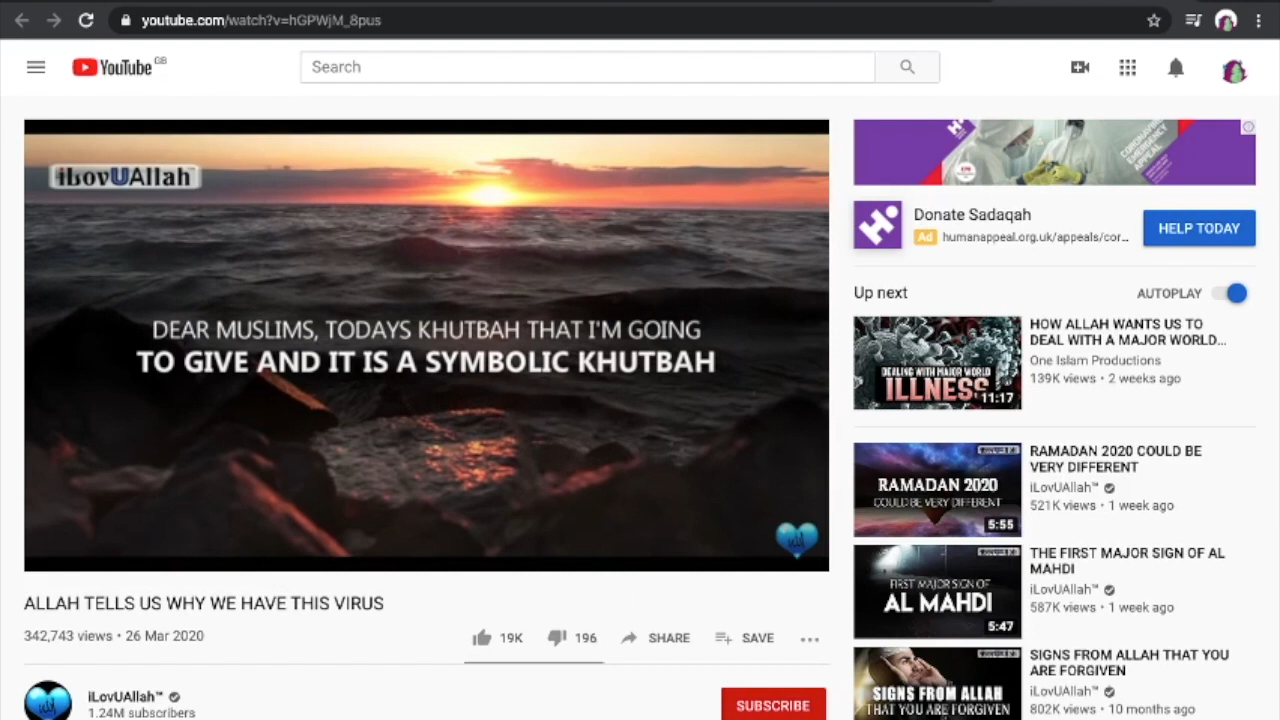 youtube.com/watch?v=hGPWjM_8pus
YouTube GB
Search
iLovUAllah
DEAR MUSLIMS, TODAYS KHUTBAH THAT I'M GOING
TO GIVE AND IT IS A SYMBOLIC KHUTBAH
ALLAH TELLS US WHY WE HAVE THIS VIRUS
342,743 views • 26 Mar 2020
19K
196
SHARE
SAVE
iLovUAllah™
1.24M subscribers
SUBSCRIBE
CORONAVIRUS
EMERGENCY
APPEAL
Donate Sadaqah
Ad humanappeal.org.uk/appeals/cor...
HELP TODAY
Up next
AUTOPLAY
DEALING WITH MAJOR WORLD
ILLNESS
11:17
HOW ALLAH WANTS US TO
DEAL WITH A MAJOR WORLD...
One Islam Productions
139K views • 2 weeks ago
RAMADAN 2020
COULD BE VERY DIFFERENT
5:55
RAMADAN 2020 COULD BE
VERY DIFFERENT
iLovUAllah™
521K views • 1 week ago
FIRST MAJOR SIGN OF
AL MAHDI
5:47
THE FIRST MAJOR SIGN OF AL
MAHDI
iLovUAllah™
587K views • 1 week ago
SIGNS FROM ALLAH
THAT YOU ARE FORGIVEN
SIGNS FROM ALLAH THAT YOU
ARE FORGIVEN
iLovUAllah™
802K views • 10 months ago